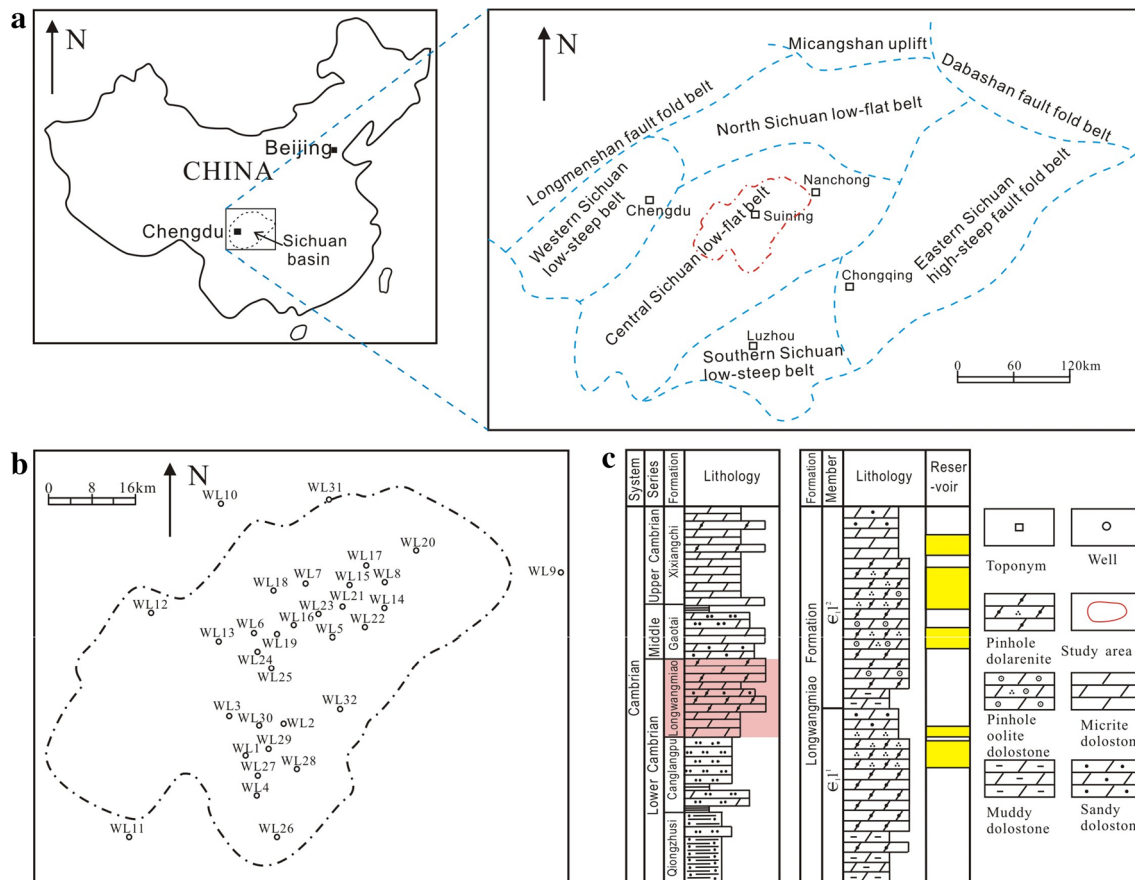 a
N
Beijing
CHINA
Chengdu
Sichuan
basin
N
Micangshan uplift
Dabashan fault fold belt
Longmenshan fault fold belt
North Sichuan low-flat belt
Western Sichuan
low-steep belt
Chengdu
Nanchong
Suining
Central Sichuan low-flat belt
Eastern Sichuan
high-steep fault fold belt
Chongqing
Luzhou
Southern Sichuan
low-steep belt
0 60 120km
b
0 8 16km
N
WL10
WL31
WL20
WL17
WL9
WL18
WL7
WL15
WL8
WL12
WL23
WL21
WL14
WL16
WL22
WL6
WL5
WL13
WL19
WL24
WL25
WL3
WL32
WL30
WL2
WL29
WL1
WL28
WL27
WL4
WL11
WL26
c
System
Series
Formation
Lithology
Cambrian
Upper Cambrian
Xixiangchi
Middle
Gaotai
Lower Cambrian
Longwangmiao
Canglangpu
Qiongzhusi
Formation
Member
Lithology
Reser
-voir
Longwangmiao Formation
Є₁l²
Є₁l¹
Toponym
Well
Pinhole
dolarenite
Study area
Pinhole
oolite
dolostone
Micrite
doloston
Muddy
dolostone
Sandy
doloston